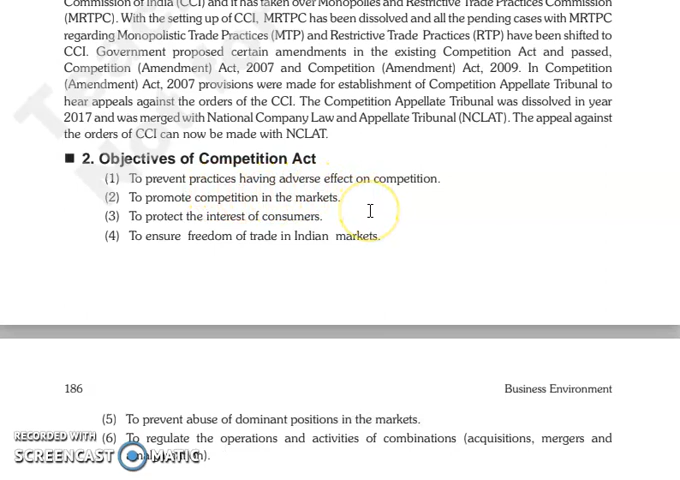 Commission of India (CCI) and it has taken over Monopolies and Restrictive Trade Practices Commission
(MRTPC). With the setting up of CCI, MRTPC has been dissolved and all the pending cases with MRTPC
regarding Monopolistic Trade Practices (MTP) and Restrictive Trade Practices (RTP) have been shifted to
CCI. Government proposed certain amendments in the existing Competition Act and passed,
Competition (Amendment) Act, 2007 and Competition (Amendment) Act, 2009. In Competition
(Amendment) Act, 2007 provisions were made for establishment of Competition Appellate Tribunal to
hear appeals against the orders of the CCI. The Competition Appellate Tribunal was dissolved in year
2017 and was merged with National Company Law and Appellate Tribunal (NCLAT). The appeal against
the orders of CCI can now be made with NCLAT.
2. Objectives of Competition Act
(1) To prevent practices having adverse effect on competition.
(2) To promote competition in the markets.
(3) To protect the interest of consumers.
(4) To ensure freedom of trade in Indian markets.
186 Business Environment
(5) To prevent abuse of dominant positions in the markets.
(6) To regulate the operations and activities of combinations (acquisitions, mergers and
RECORDED WITH
SCREENCAST MATIC